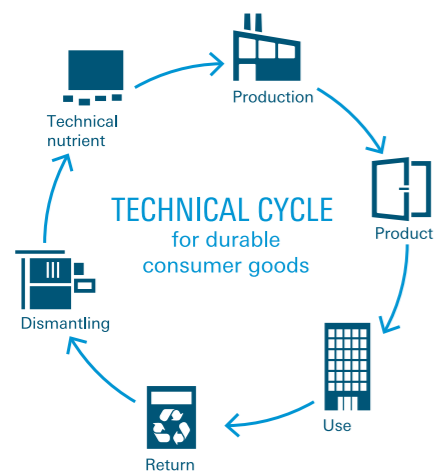 Production
Technical
nutrient
TECHNICAL CYCLE
for durable
consumer goods
Product
Dismantling
Use
Return